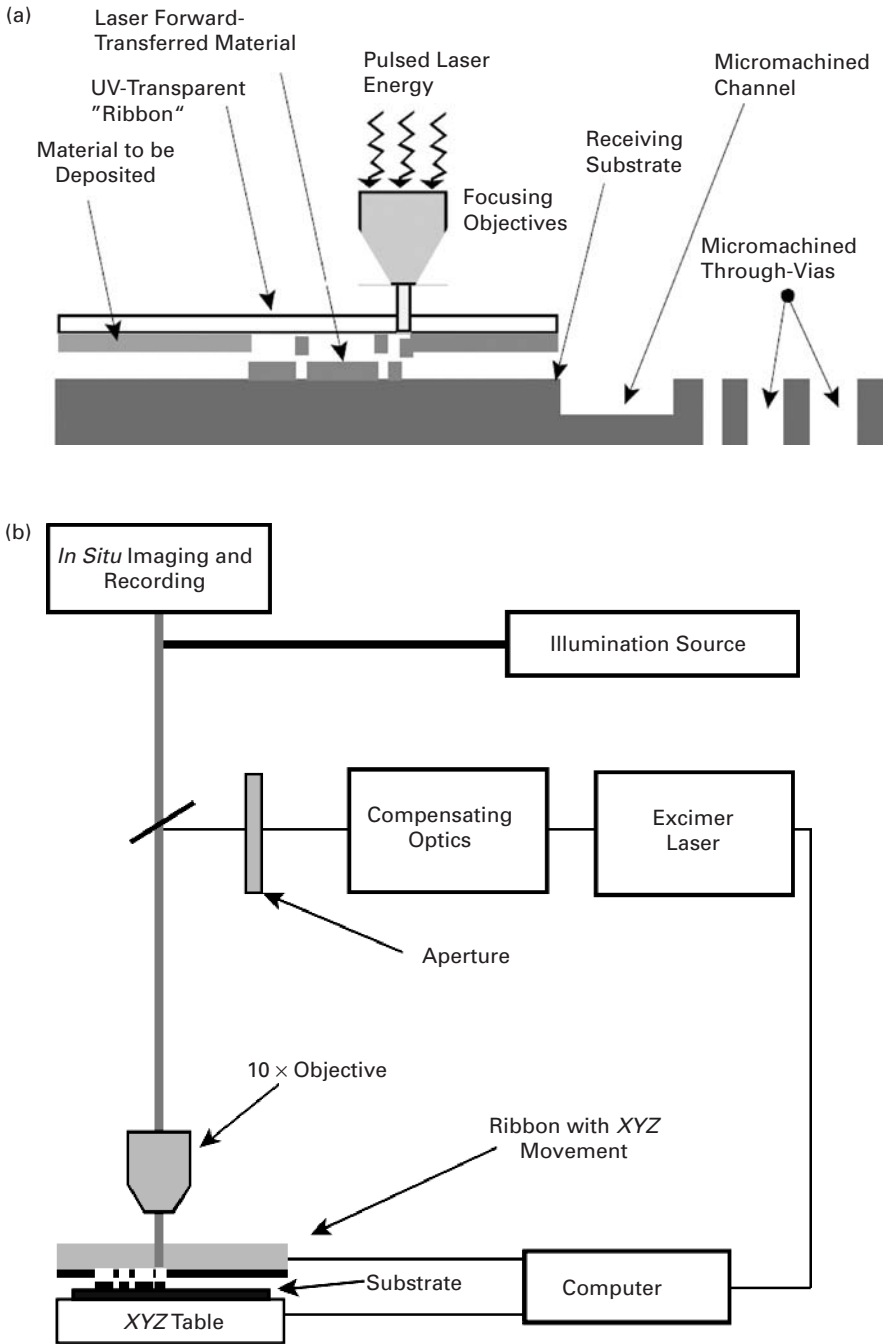 (a)
Laser Forward-
Transferred Material
UV-Transparent
"Ribbon“
Material to be
Deposited
Pulsed Laser
Energy
Focusing
Objectives
Receiving
Substrate
Micromachined
Channel
Micromachined
Through-Vias
(b)
In Situ Imaging and
Recording
Illumination Source
Compensating
Optics
Excimer
Laser
Aperture
10 × Objective
Ribbon with XYZ
Movement
Substrate
Computer
XYZ Table